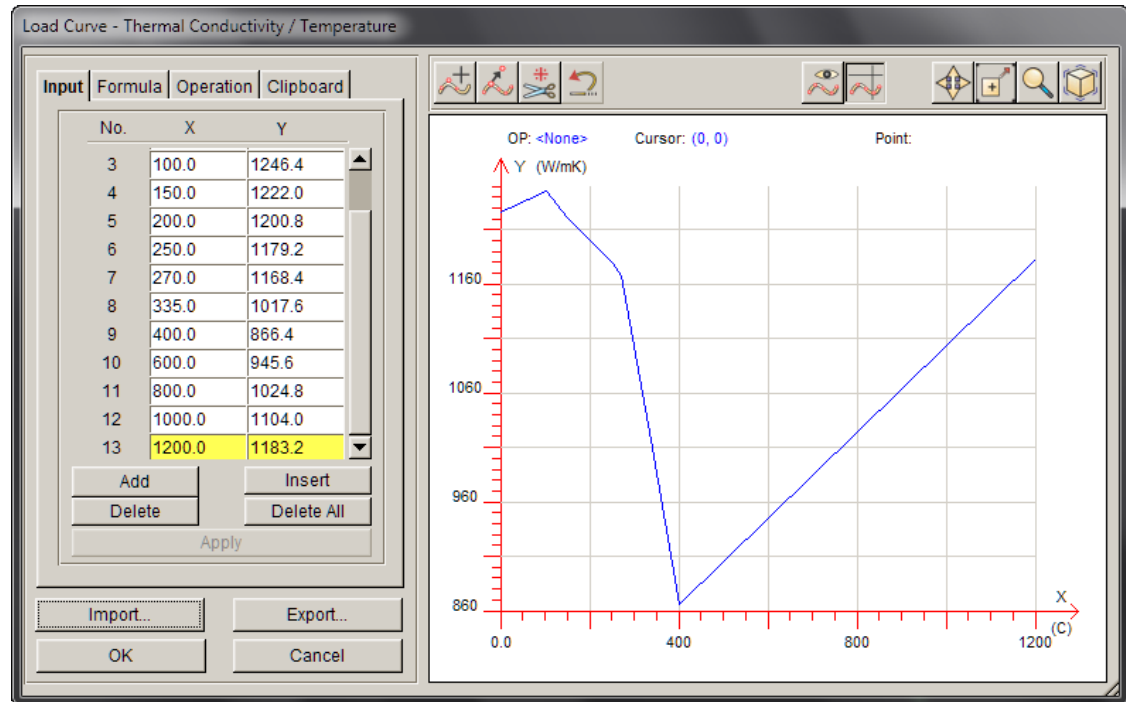 Load Curve - Thermal Conductivity / Temperature
Input Formula Operation Clipboard
No. X Y
3 100.0 1246.4
4 150.0 1222.0
5 200.0 1200.8
6 250.0 1179.2
7 270.0 1168.4
8 335.0 1017.6
9 400.0 866.4
10 600.0 945.6
11 800.0 1024.8
12 1000.0 1104.0
13 1200.0 1183.2
Add Insert
Delete Delete All
Apply
Import... Export...
OK Cancel
OP: <None> Cursor: (0, 0) Point:
Y (W/mK)
1160
1060
960
860
X
(C)
0.0 400 800 1200